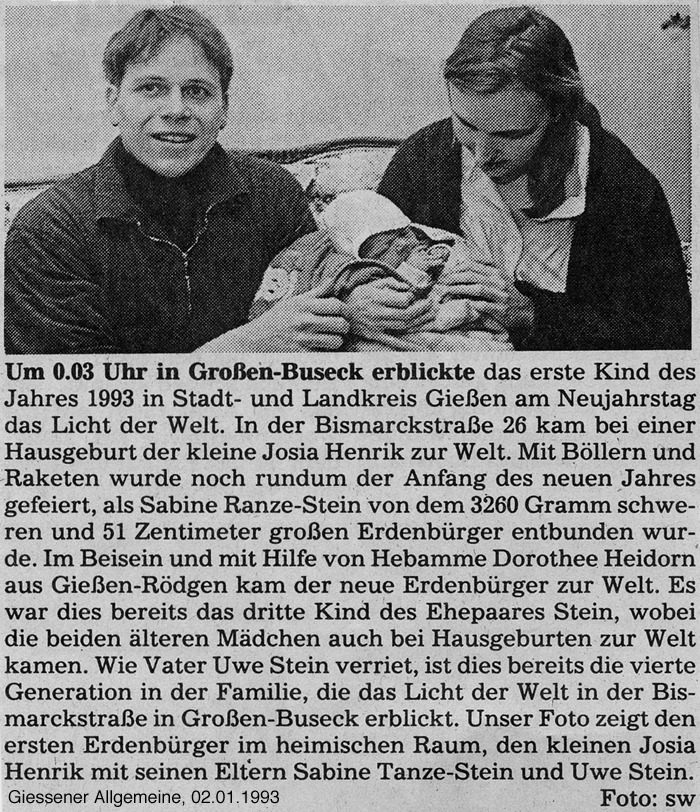 Um 0.03 Uhr in Großen-Buseck erblickte das erste Kind des
Jahres 1993 in Stadt- und Landkreis Gießen am Neujahrstag
das Licht der Welt. In der Bismarckstraße 26 kam bei einer
Hausgeburt der kleine Josia Henrik zur Welt. Mit Böllern und
Raketen wurde noch rundum der Anfang des neuen Jahres
gefeiert, als Sabine Ranze-Stein von dem 3260 Gramm schwe-
ren und 51 Zentimeter großen Erdenbürger entbunden wur-
de. Im Beisein und mit Hilfe von Hebamme Dorothee Heidorn
aus Gießen-Rödgen kam der neue Erdenbürger zur Welt. Es
war dies bereits das dritte Kind des Ehepaares Stein, wobei
die beiden älteren Mädchen auch bei Hausgeburten zur Welt
kamen. Wie Vater Uwe Stein verriet, ist dies bereits die vierte
Generation in der Familie, die das Licht der Welt in der Bis-
marckstraße in Großen-Buseck erblickt. Unser Foto zeigt den
ersten Erdenbürger im heimischen Raum, den kleinen Josia
Henrik mit seinen Eltern Sabine Tanze-Stein und Uwe Stein.
Giessener Allgemeine, 02.01.1993 Foto: sw